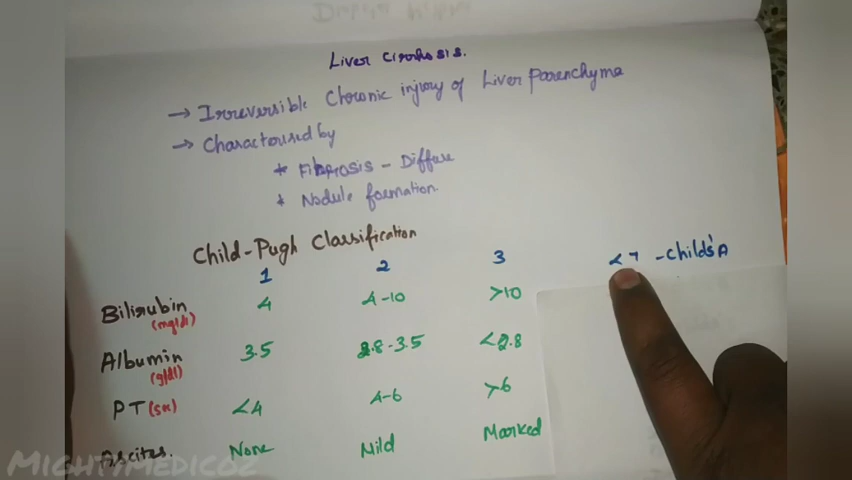 Liver Cirrhosis.
→ Irreversible Chronic injury of Liver Parenchyma
→ Charactorised by
* Fibrosis - Diffuse
* Nodule formation.
Child-Pugh Classification
1 2 3
<7 - Child's A
Bilirubin (mg/dl) 4 4-10 >10
Albumin (g/dl) 3.5 2.8-3.5 <2.8
PT (sec) <4 4-6 >6
Ascites. None Mild Marked
MIGHTYMEDICOZ